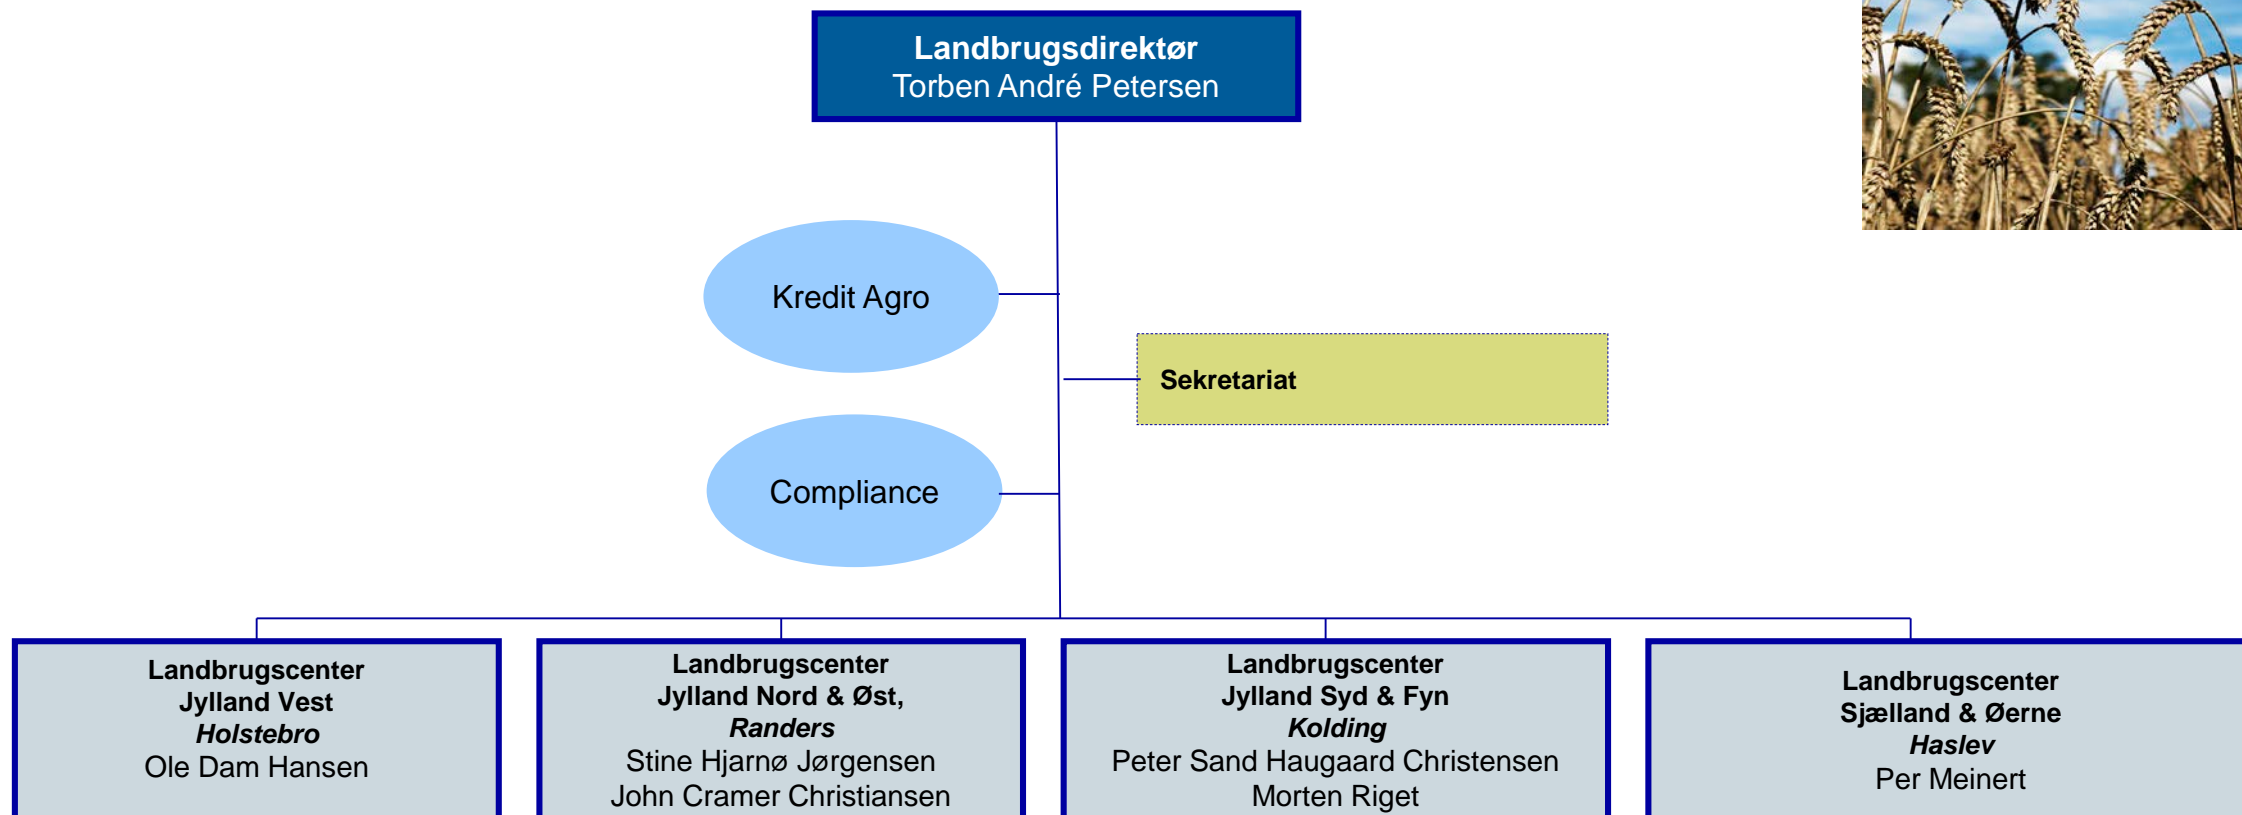 Landbrugsdirektør
Torben André Petersen
Kredit Agro
Sekretariat
Compliance
Landbrugscenter
Jylland Vest
Holstebro
Ole Dam Hansen
Landbrugscenter
Jylland Nord & Øst,
Randers
Stine Hjarnø Jørgensen
John Cramer Christiansen
Landbrugscenter
Jylland Syd & Fyn
Kolding
Peter Sand Haugaard Christensen
Morten Riget
Landbrugscenter
Sjælland & Øerne
Haslev
Per Meinert